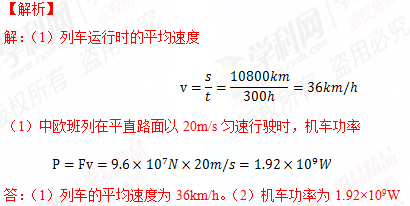 【解析】
解：（1）列车运行时的平均速度
v = s/t = 10800km/300h = 36km/h
（1）中欧班列在平直路面以 20m/s 匀速行驶时，机车功率
P = Fv = 9.6 × 10⁷N × 20m/s = 1.92 × 10⁹W
答：（1）列车的平均速度为 36km/h。（2）机车功率为 1.92×10⁹W